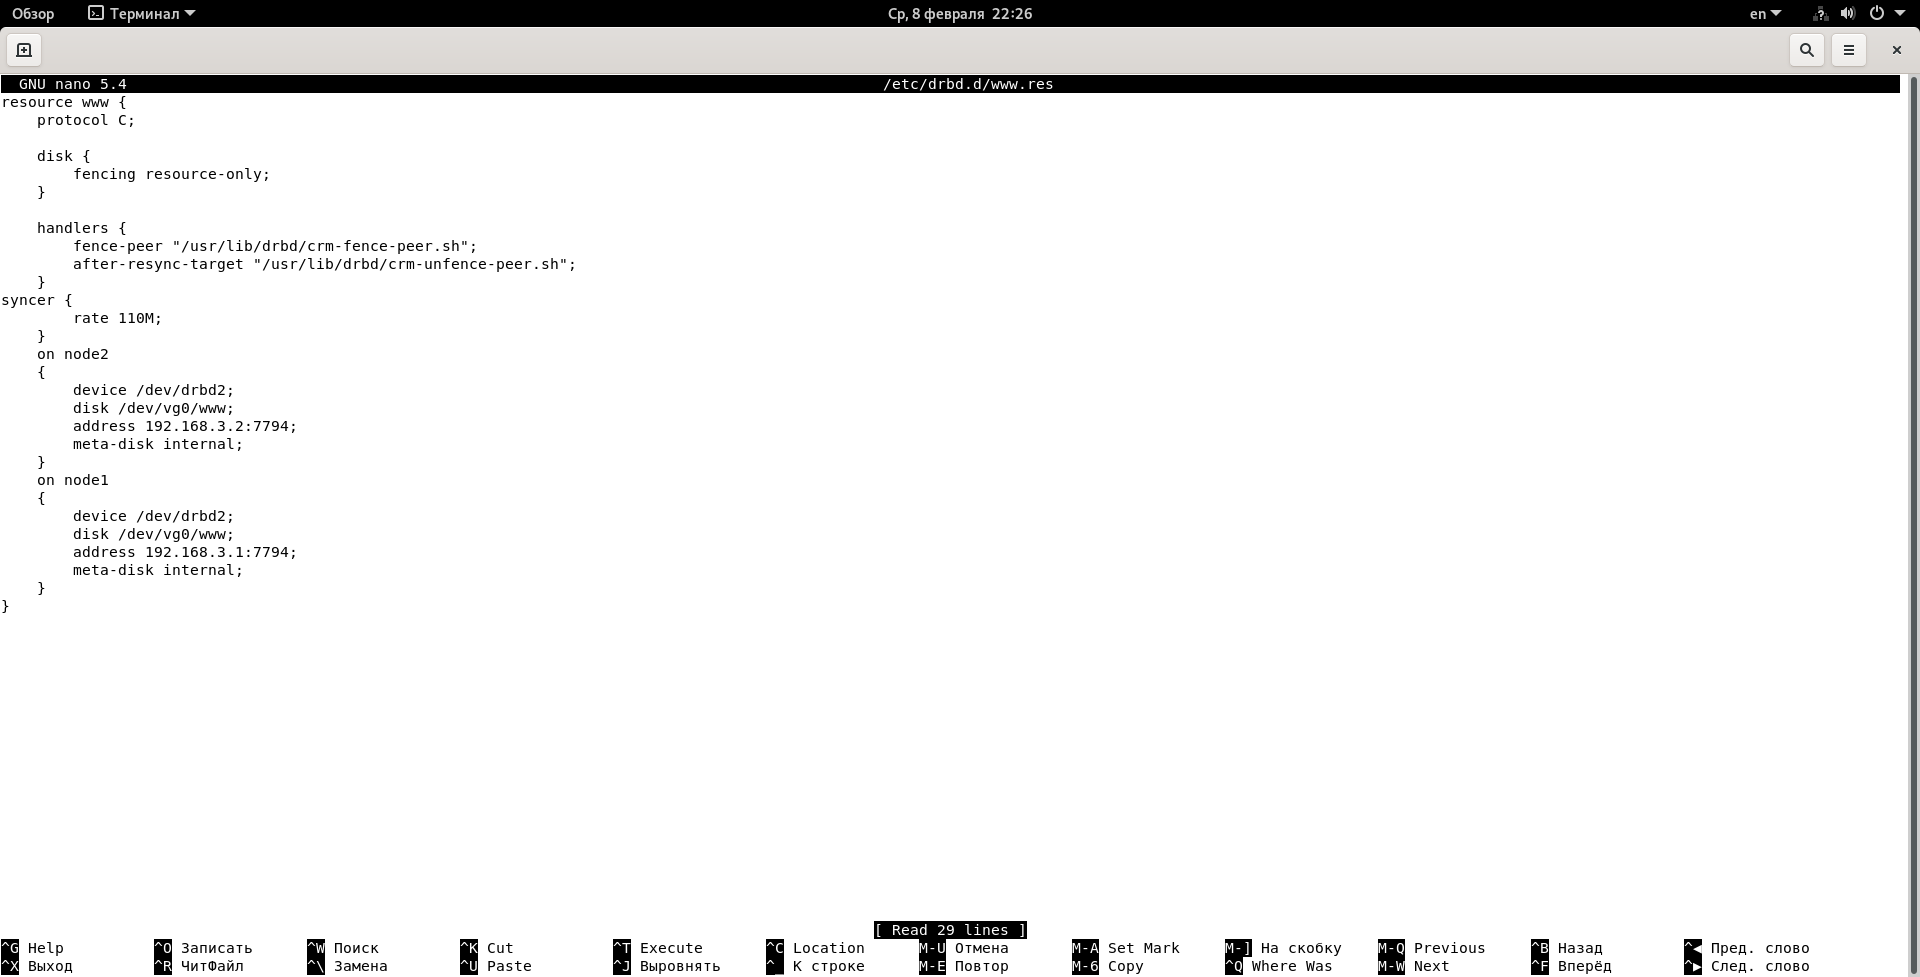 Обзор Терминал Ср, 8 февраля 22:26 en
GNU nano 5.4 /etc/drbd.d/www.res
resource www {
    protocol C;

    disk {
        fencing resource-only;
    }

    handlers {
        fence-peer "/usr/lib/drbd/crm-fence-peer.sh";
        after-resync-target "/usr/lib/drbd/crm-unfence-peer.sh";
    }
syncer {
        rate 110M;
    }
    on node2
    {
        device /dev/drbd2;
        disk /dev/vg0/www;
        address 192.168.3.2:7794;
        meta-disk internal;
    }
    on node1
    {
        device /dev/drbd2;
        disk /dev/vg0/www;
        address 192.168.3.1:7794;
        meta-disk internal;
    }
}
[ Read 29 lines ]
^G Help ^O Записать ^W Поиск ^K Cut ^T Execute ^C Location M-U Отмена M-A Set Mark M-] На скобку M-Q Previous ^B Назад ^◀ Пред. слово
^X Выход ^R ЧитФайл ^\ Замена ^U Paste ^J Выровнять ^_ К строке M-E Повтор M-6 Copy ^Q Where Was M-W Next ^F Вперёд ^▶ След. слово